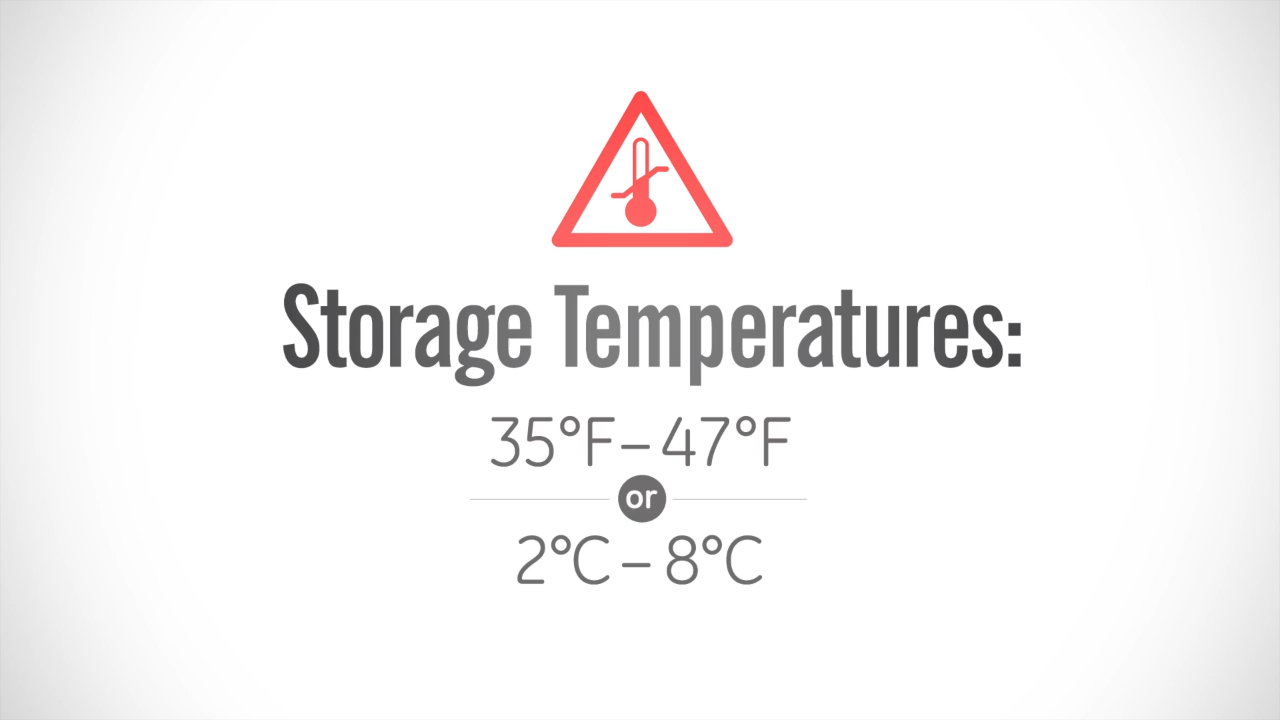 Storage Temperatures:
35°F – 47°F
or
2°C – 8°C